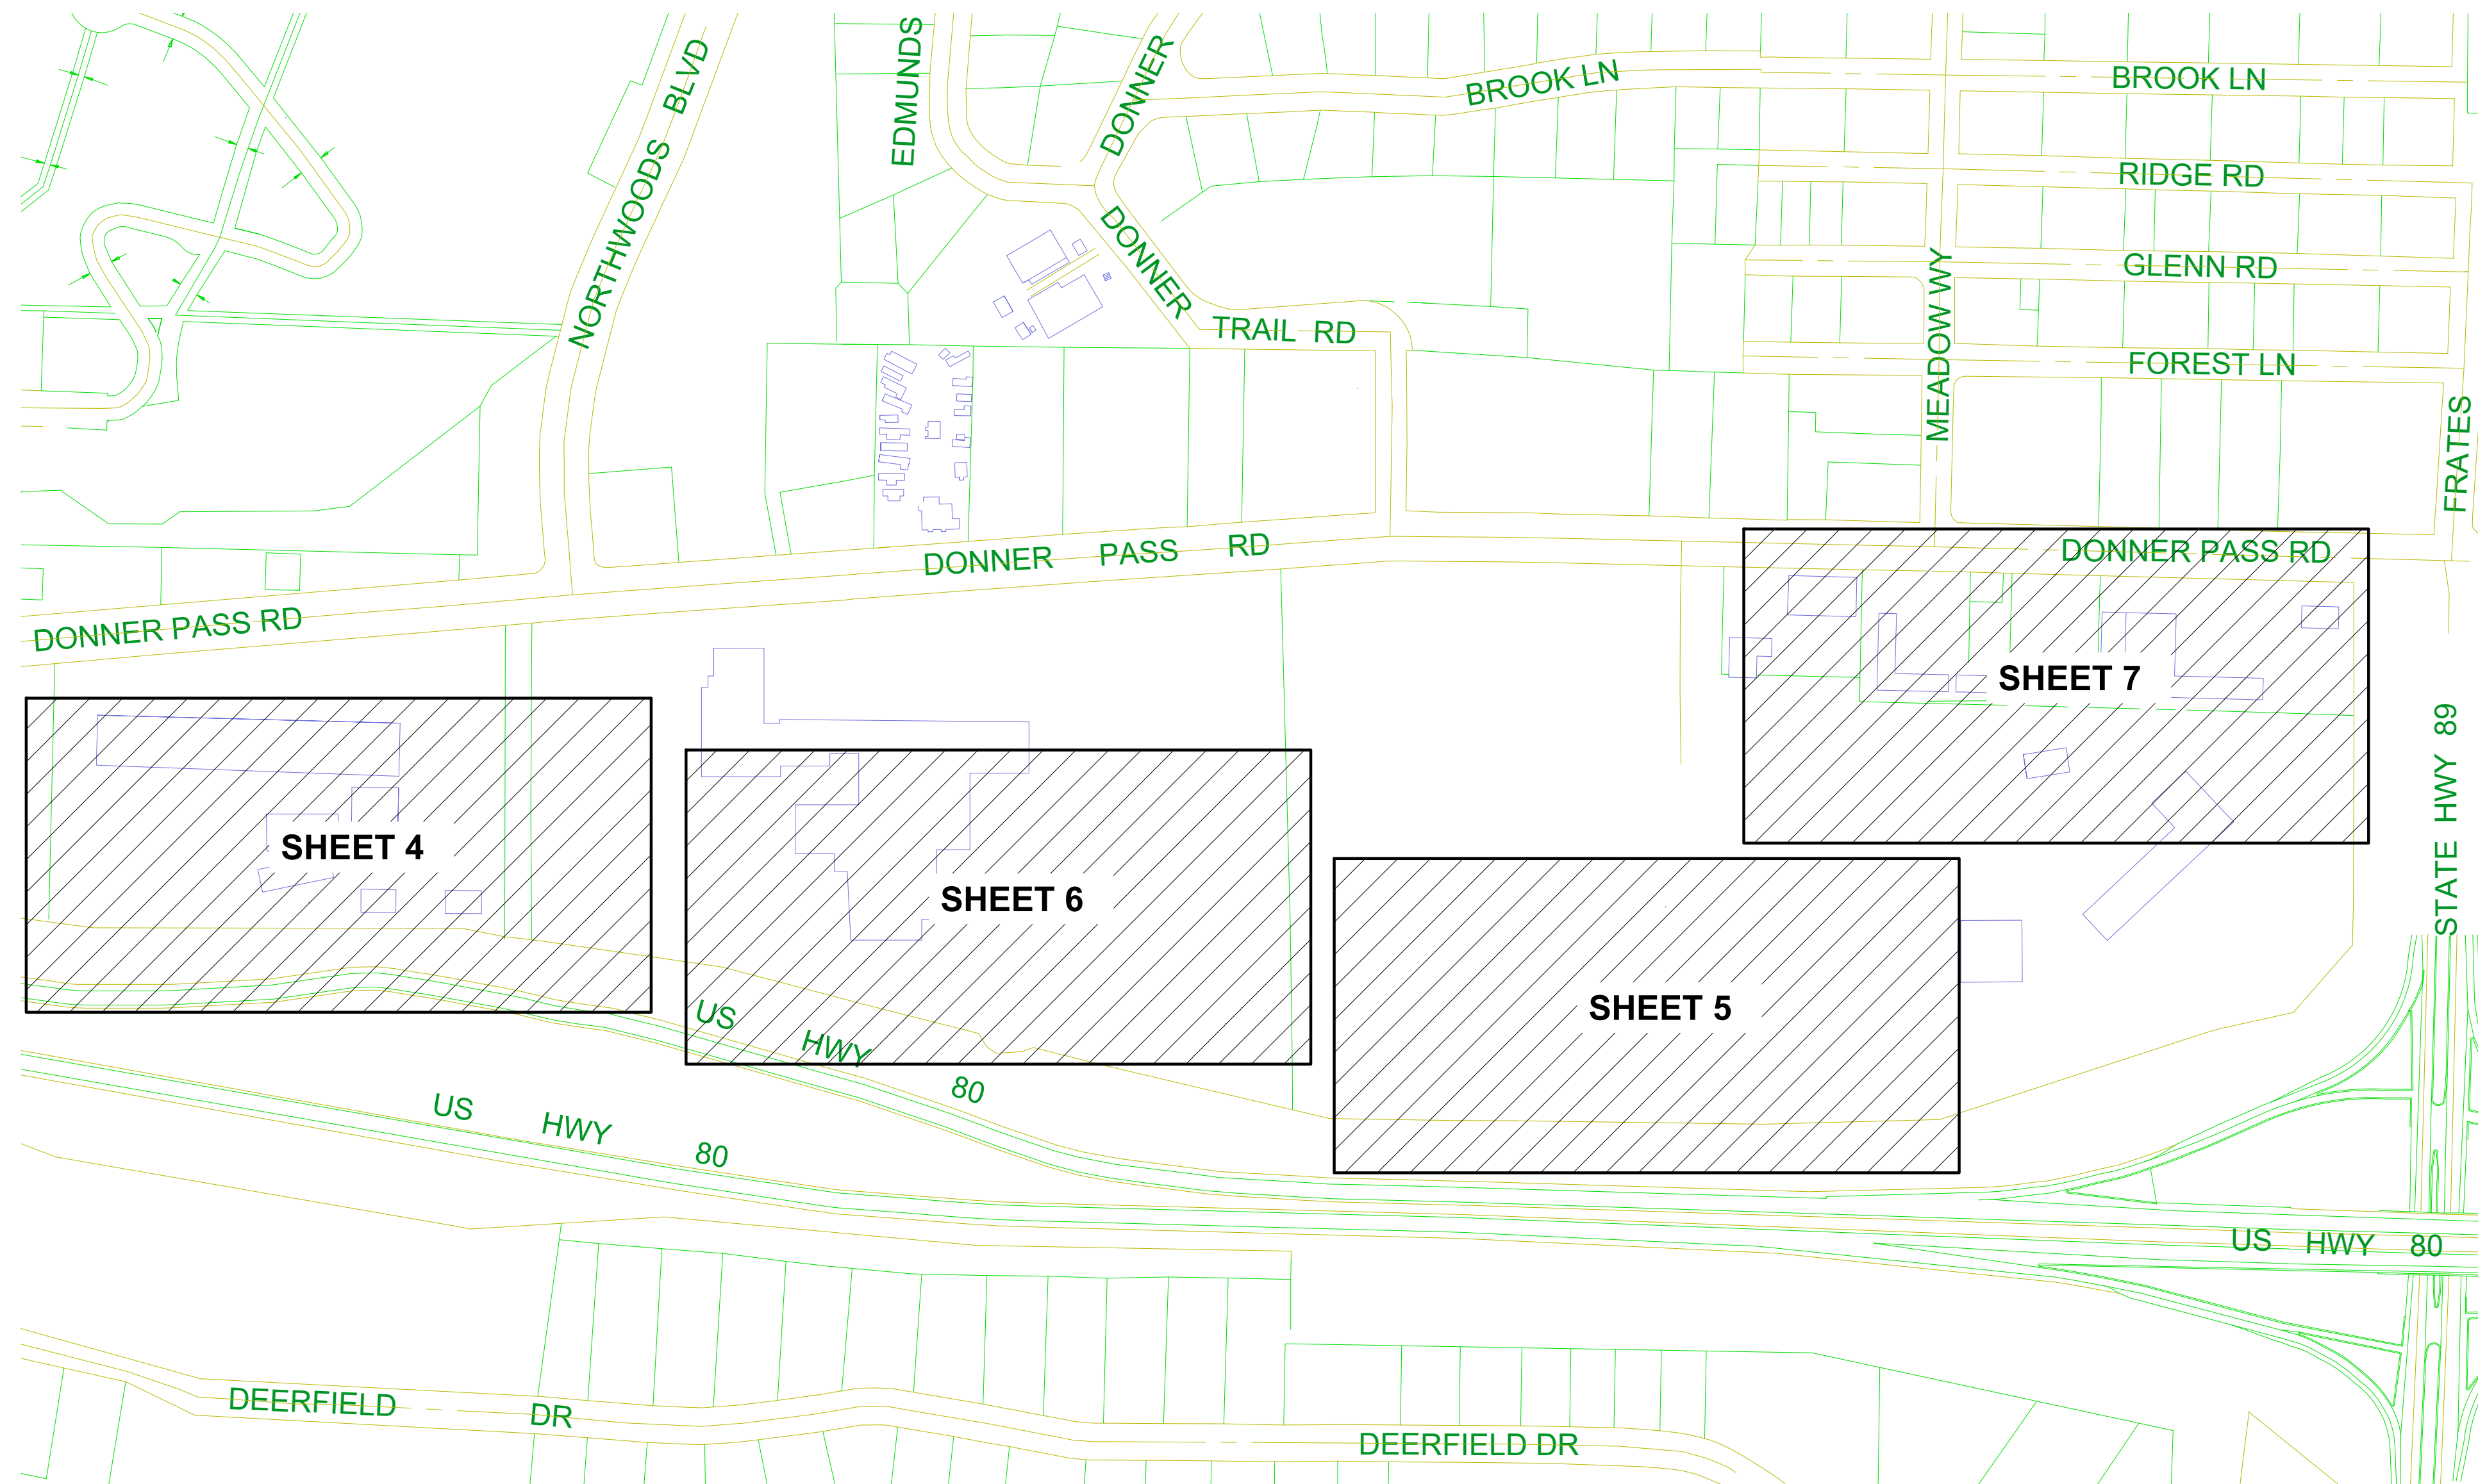 EDMUNDS
NORTHWOODS BLVD
DONNER
BROOK LN
BROOK LN
RIDGE RD
DONNER
TRAIL RD
GLENN RD
MEADOW WY
FOREST LN
FRATES
DONNER PASS RD
DONNER PASS RD
DONNER PASS RD
SHEET 7
STATE HWY 89
SHEET 4
SHEET 6
SHEET 5
US HWY 80
US HWY 80
US HWY 80
DEERFIELD DR
DEERFIELD DR